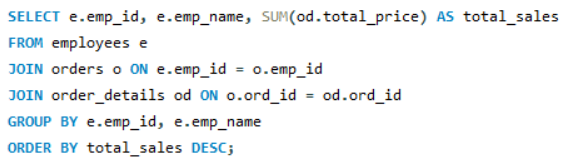 SELECT e.emp_id, e.emp_name, SUM(od.total_price) AS total_sales
FROM employees e
JOIN orders o ON e.emp_id = o.emp_id
JOIN order_details od ON o.ord_id = od.ord_id
GROUP BY e.emp_id, e.emp_name
ORDER BY total_sales DESC;